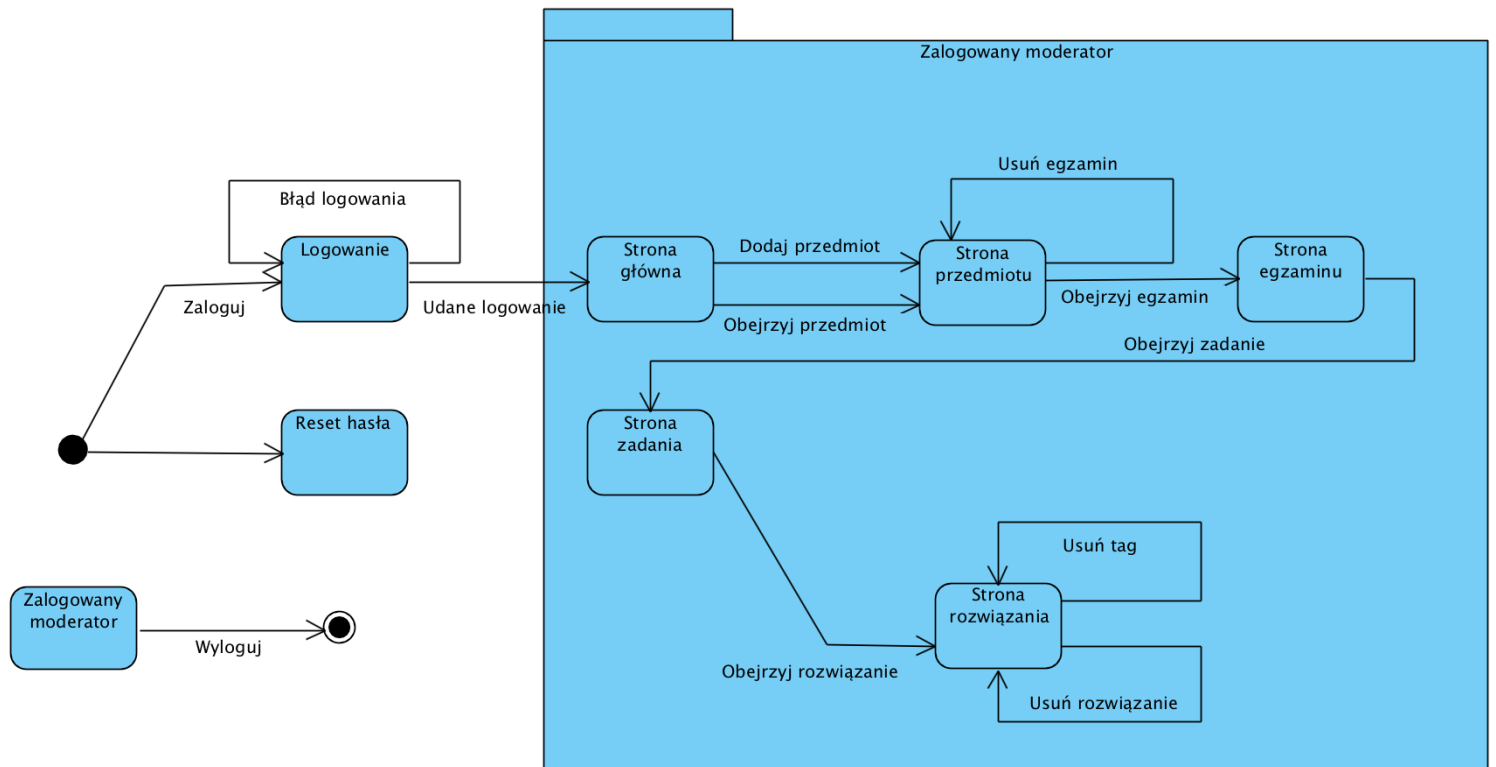 Zalogowany moderator
Usuń egzamin
Błąd logowania
Logowanie
Strona
główna
Dodaj przedmiot
Strona
przedmiotu
Strona
egzaminu
Zaloguj
Udane logowanie
Obejrzyj przedmiot
Obejrzyj egzamin
Obejrzyj zadanie
Reset hasła
Strona
zadania
Usuń tag
Zalogowany
moderator
Wyloguj
Strona
rozwiązania
Obejrzyj rozwiązanie
Usuń rozwiązanie